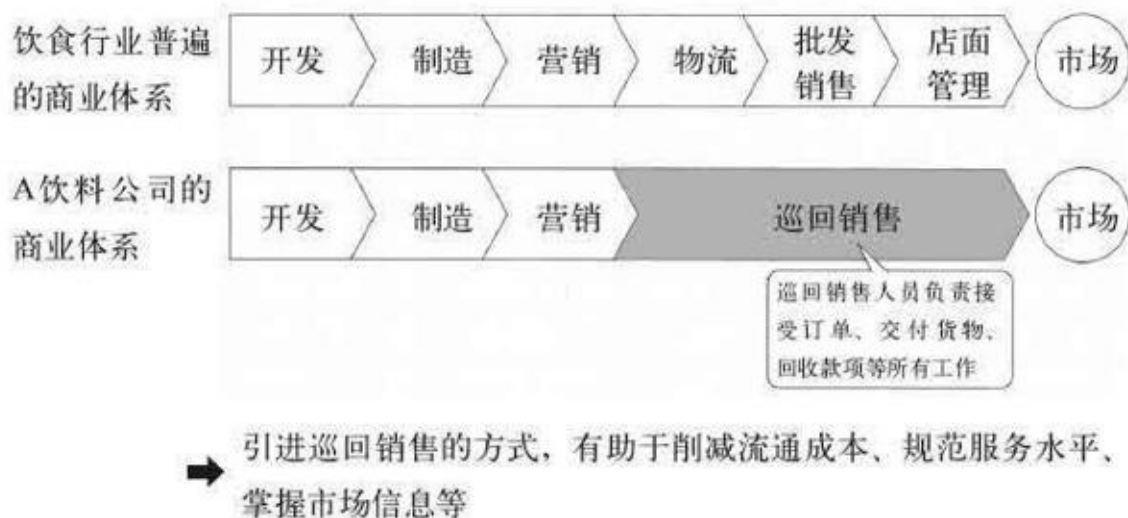 饮食行业普遍
的商业体系
开发
制造
营销
物流
批发
销售
店面
管理
市场
A饮料公司的
商业体系
开发
制造
营销
巡回销售
市场
巡回销售人员负责接
受订单、交付货物、
回收款项等所有工作
引进巡回销售的方式，有助于削减流通成本、规范服务水平、
掌握市场信息等